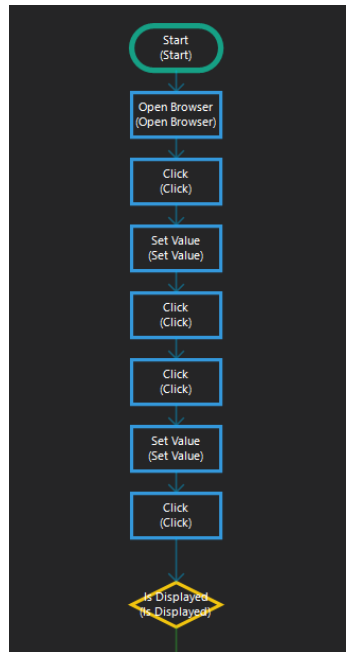 Start
(Start)
Open Browser
(Open Browser)
Click
(Click)
Set Value
(Set Value)
Click
(Click)
Click
(Click)
Set Value
(Set Value)
Click
(Click)
Is Displayed
(Is Displayed)